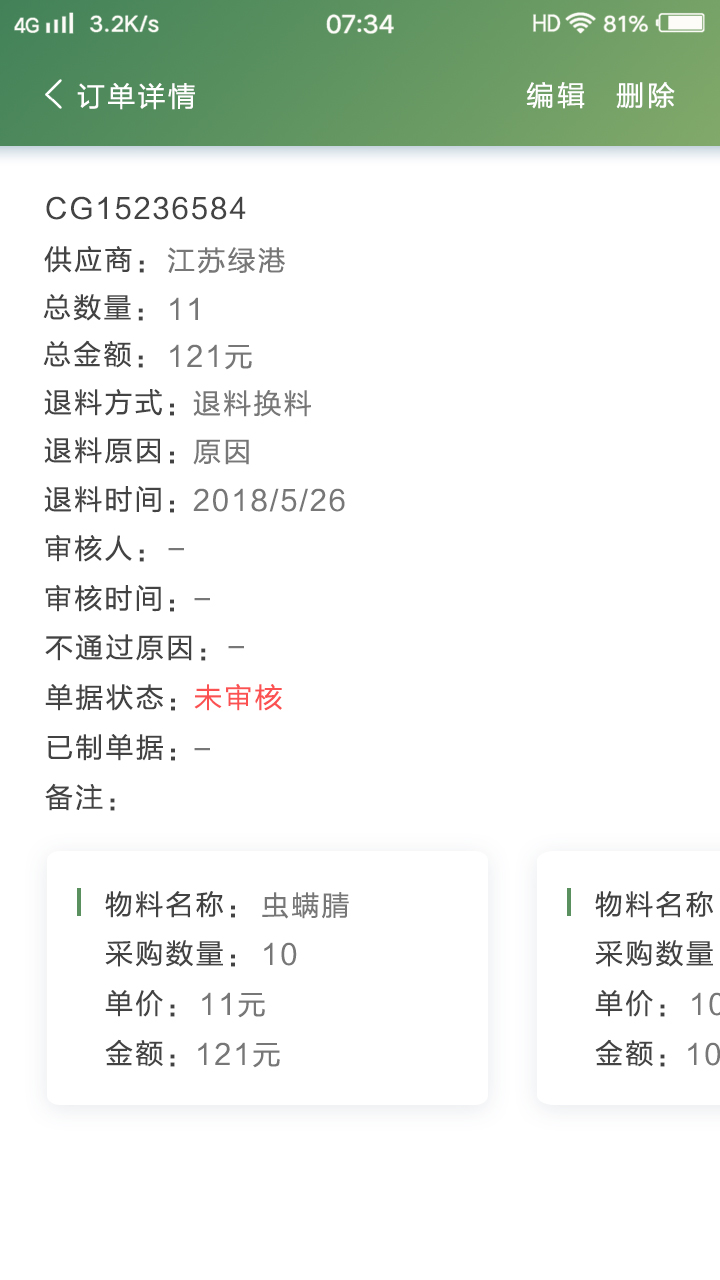 4G 3.2K/s 07:34 HD 81%
订单详情 编辑 删除
CG15236584
供应商：江苏绿港
总数量：11
总金额：121元
退料方式：退料换料
退料原因：原因
退料时间：2018/5/26
审核人：–
审核时间：–
不通过原因：–
单据状态：未审核
已制单据：–
备注：
物料名称：虫螨腈
采购数量：10
单价：11元
金额：121元
物料名称
采购数量
单价：10
金额：10